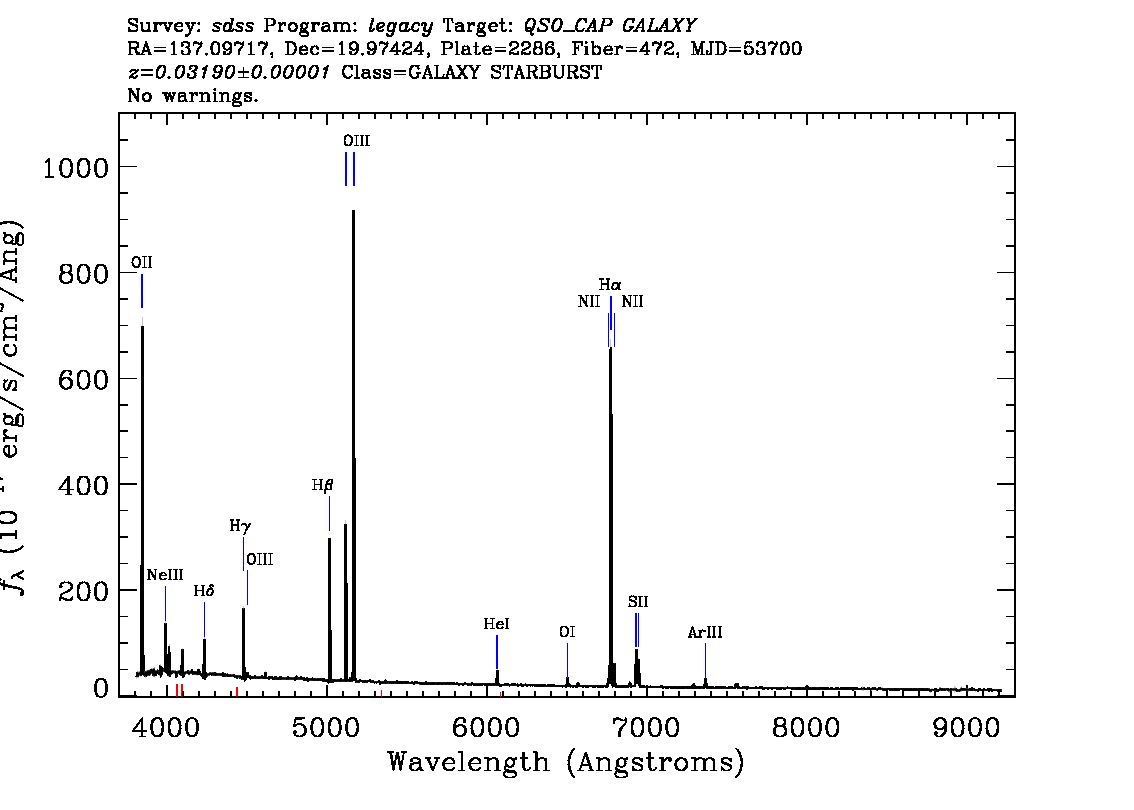 Survey: sdss Program: legacy Target: QSO_CAP GALAXY
RA=137.09717, Dec=19.97424, Plate=2286, Fiber=472, MJD=53700
z=0.03190±0.00001 Class=GALAXY STARBURST
No warnings.
OIII
1000
OII
800
Hα
NII NII
600
Hβ
400
Hγ
OIII
NeIII
Hδ
200
SII
HeI
OI
ArIII
0
4000 5000 6000 7000 8000 9000
Wavelength (Angstroms)
f_λ (10 erg/s/cm /Ang)